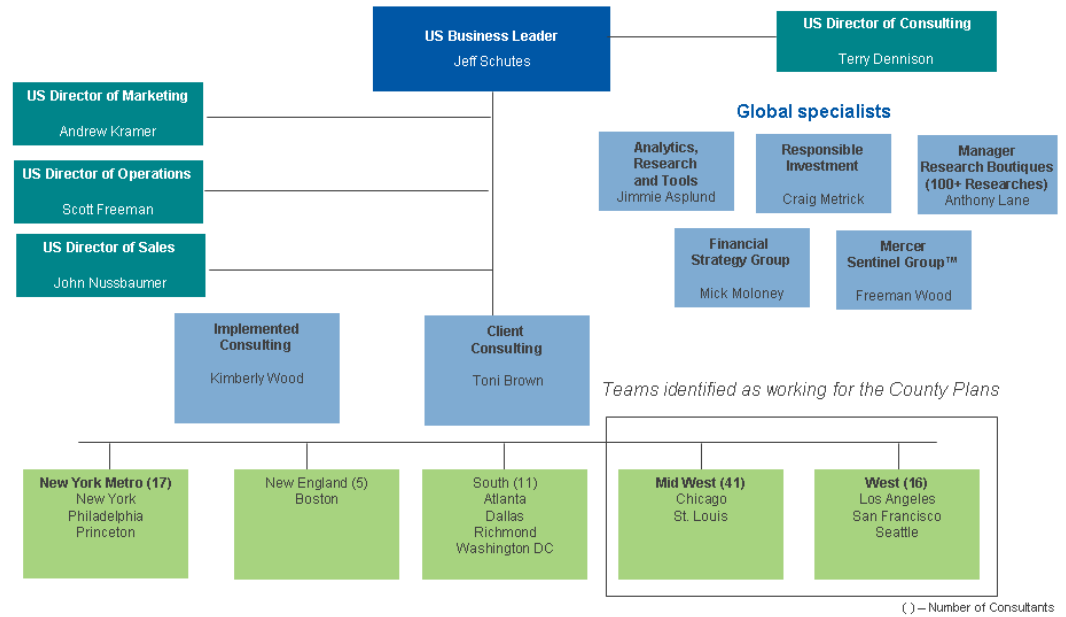 US Business Leader
Jeff Schutes
US Director of Consulting
Terry Dennison
US Director of Marketing
Andrew Kramer
US Director of Operations
Scott Freeman
US Director of Sales
John Nussbaumer
Global specialists
Analytics,
Research
and Tools
Jimmie Asplund
Responsible
Investment
Craig Metrick
Manager
Research Boutiques
(100+ Researches)
Anthony Lane
Financial
Strategy Group
Mick Moloney
Mercer
Sentinel Group™
Freeman Wood
Implemented
Consulting
Kimberly Wood
Client
Consulting
Toni Brown
Teams identified as working for the County Plans
New York Metro (17)
New York
Philadelphia
Princeton
New England (5)
Boston
South (11)
Atlanta
Dallas
Richmond
Washington DC
Mid West (41)
Chicago
St. Louis
West (16)
Los Angeles
San Francisco
Seattle
( ) – Number of Consultants